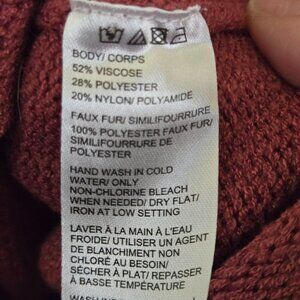 BODY/ CORPS
52% VISCOSE
28% POLYESTER
20% NYLON/ POLYAMIDE
FAUX FUR/ SIMILIFOURRURE
100% POLYESTER FAUX FUR/
SIMILIFOURRURE DE
POLYESTER
HAND WASH IN COLD
WATER/ ONLY
NON-CHLORINE BLEACH
WHEN NEEDED/ DRY FLAT/
IRON AT LOW SETTING
LAVER À LA MAIN À L'EAU
FROIDE/ UTILISER UN AGENT
DE BLANCHIMENT NON
CHLORÉ AU BESOIN/
SÉCHER À PLAT/ REPASSER
À BASSE TEMPÉRATURE